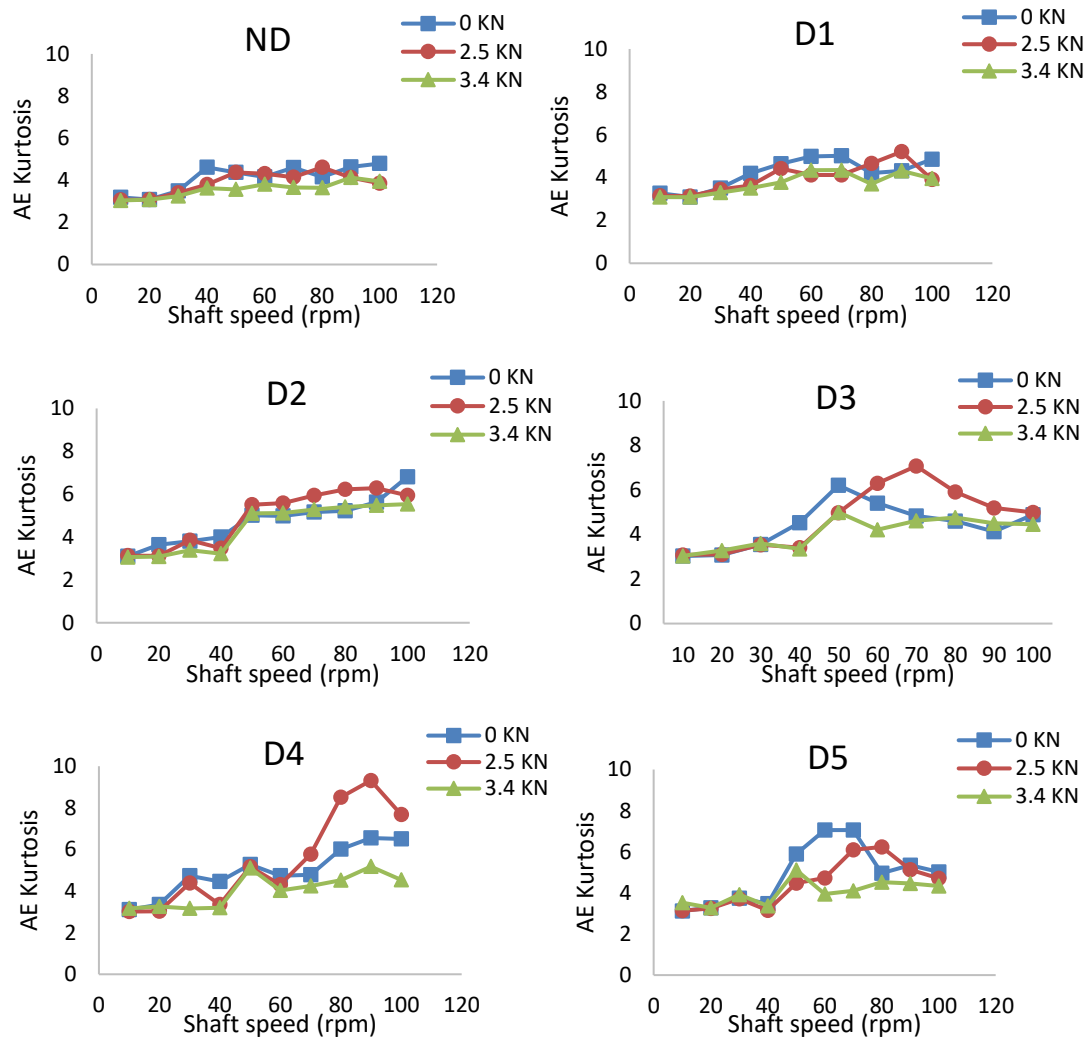 ND
0 KN
2.5 KN
3.4 KN
AE Kurtosis
10
8
6
4
2
0
0 20 40 60 80 100 120
Shaft speed (rpm)
D1
0 KN
2.5 KN
3.4 KN
AE Kurtosis
10
8
6
4
2
0
0 20 40 60 80 100 120
Shaft speed (rpm)
D2
0 KN
2.5 KN
3.4 KN
AE Kurtosis
10
8
6
4
2
0
0 20 40 60 80 100 120
Shaft speed (rpm)
D3
0 KN
2.5 KN
3.4 KN
AE Kurtosis
10
8
6
4
2
0
10 20 30 40 50 60 70 80 90 100
Shaft speed (rpm)
D4
0 KN
2.5 KN
3.4 KN
AE Kurtosis
10
8
6
4
2
0
0 20 40 60 80 100 120
Shaft speed (rpm)
D5
0 KN
2.5 KN
3.4 KN
AE Kurtosis
10
8
6
4
2
0
0 20 40 60 80 100 120
Shaft speed (rpm)